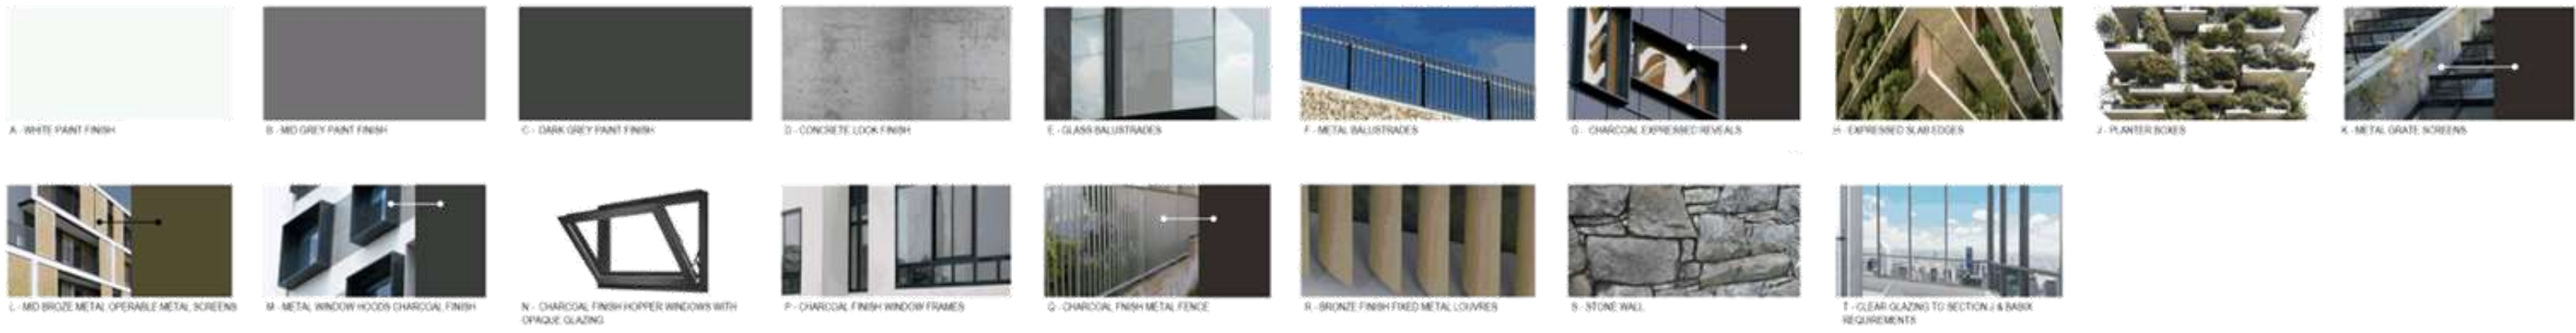 A - WHITE PAINT FINISH
B - MID GREY PAINT FINISH
C - DARK GREY PAINT FINISH
D - CONCRETE LOOK FINISH
E - GLASS BALUSTRADES
F - METAL BALUSTRADES
G - CHARCOAL EXPRESSED REVEALS
H - EXPRESSED SLAB EDGES
J - PLANTER BOXES
K - METAL GRATE SCREENS
L - MID BROZE METAL OPERABLE METAL SCREENS
M - METAL WINDOW HOODS CHARCOAL FINISH
N - CHARCOAL FINISH HOPPER WINDOWS WITH
OPAQUE GLAZING
P - CHARCOAL FINISH WINDOW FRAMES
Q - CHARCOAL FNISH METAL FENCE
R - BRONZE FINISH FIXED METAL LOUVRES
S - STONE WALL
T - CLEAR GLAZING TO SECTION J & BASIX
REQUIREMENTS